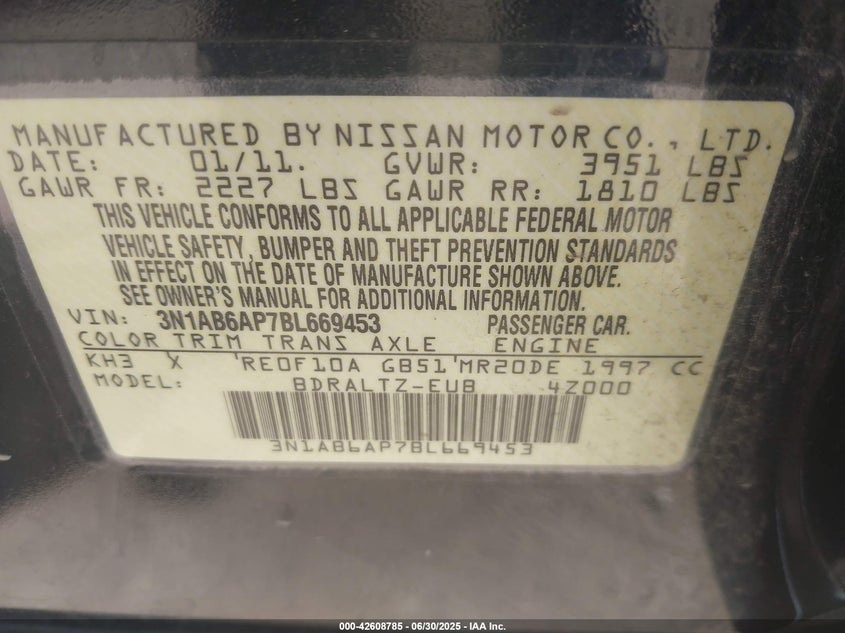 MANUFACTURED BY NISSAN MOTOR CO., LTD.
DATE: 01/11. GVWR: 3951 LBS
GAWR FR: 2227 LBS GAWR RR: 1810 LBS
THIS VEHICLE CONFORMS TO ALL APPLICABLE FEDERAL MOTOR
VEHICLE SAFETY, BUMPER AND THEFT PREVENTION STANDARDS
IN EFFECT ON THE DATE OF MANUFACTURE SHOWN ABOVE.
SEE OWNER'S MANUAL FOR ADDITIONAL INFORMATION.
VIN: 3N1AB6AP7BL669453 PASSENGER CAR.
COLOR TRIM TRANS AXLE ENGINE
KH3 X 'RE0F10A GB51'MR20DE 1997 CC
MODEL: BDRALTZ-EUB 4Z000
3N1AB6AP7BL669453
000-42608785 - 06/30/2025 - IAA Inc.